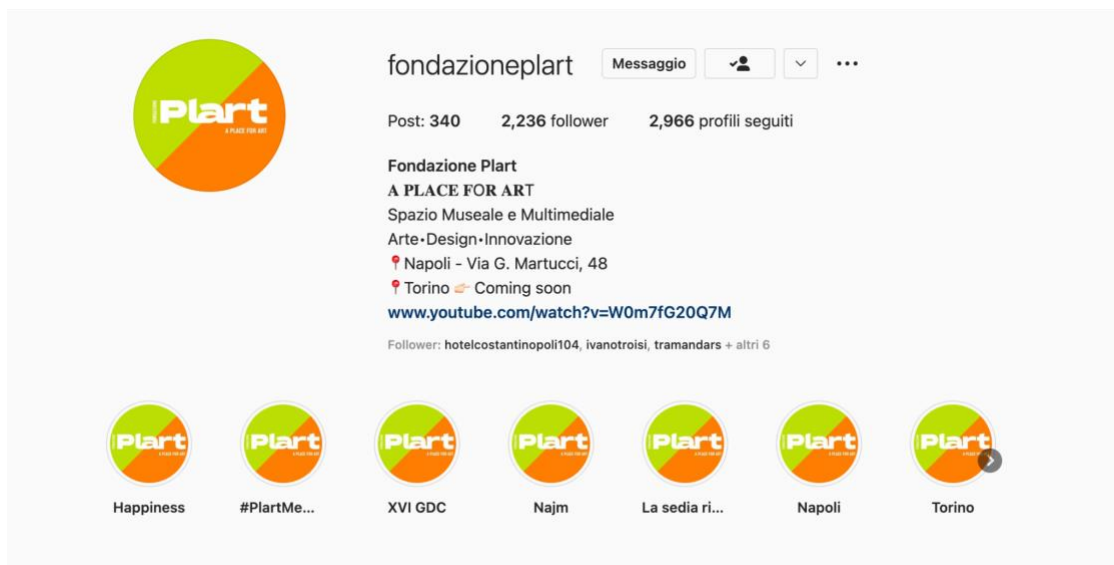 Plart
A PLACE FOR ART
fondazioneplart Messaggio
Post: 340 2,236 follower 2,966 profili seguiti
Fondazione Plart
A PLACE FOR ART
Spazio Museale e Multimediale
Arte•Design•Innovazione
📍Napoli - Via G. Martucci, 48
📍Torino 👉🏻 Coming soon
www.youtube.com/watch?v=W0m7fG20Q7M
Follower: hotelcostantinopoli104, ivanotroisi, tramandars + altri 6
Plart Plart Plart Plart Plart Plart Plart
Happiness #PlartMe... XVI GDC Najm La sedia ri... Napoli Torino